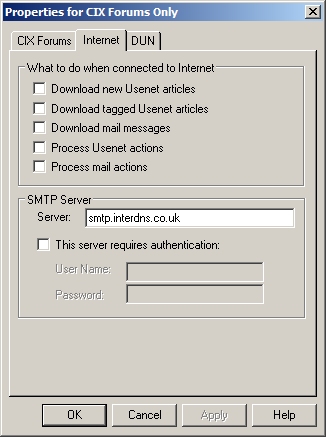 Properties for CIX Forums Only
CIX Forums Internet DUN
What to do when connected to Internet
Download new Usenet articles
Download tagged Usenet articles
Download mail messages
Process Usenet actions
Process mail actions
SMTP Server
Server: smtp.interdns.co.uk
This server requires authentication:
User Name:
Password:
OK Cancel Apply Help